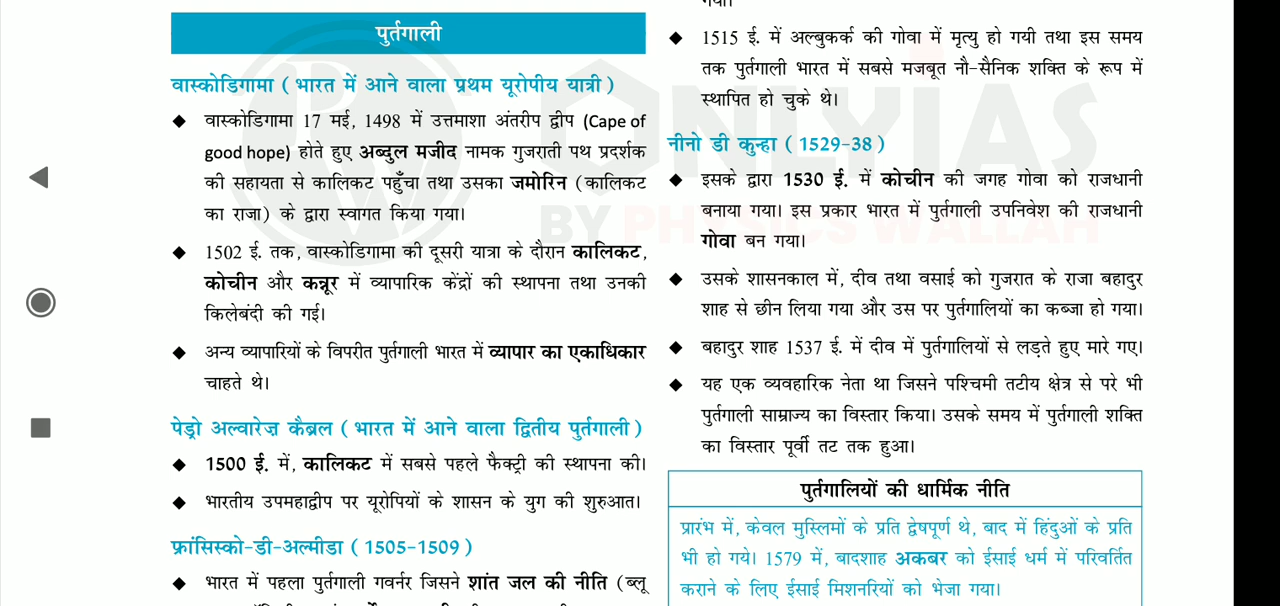 पुर्तगाली
वास्कोडिगामा ( भारत में आने वाला प्रथम यूरोपीय यात्री )
◆ वास्कोडिगामा 17 मई, 1498 में उत्तमाशा अंतरीप द्वीप (Cape of
good hope) होते हुए अब्दुल मजीद नामक गुजराती पथ प्रदर्शक
की सहायता से कालिकट पहुँचा तथा उसका जमोरिन (कालिकट
का राजा) के द्वारा स्वागत किया गया।
◆ 1502 ई. तक, वास्कोडिगामा की दूसरी यात्रा के दौरान कालिकट,
कोचीन और कन्नूर में व्यापारिक केंद्रों की स्थापना तथा उनकी
किलेबंदी की गई।
◆ अन्य व्यापारियों के विपरीत पुर्तगाली भारत में व्यापार का एकाधिकार
चाहते थे।
पेड्रो अल्वारेज़ कैब्रल ( भारत में आने वाला द्वितीय पुर्तगाली )
◆ 1500 ई. में, कालिकट में सबसे पहले फैक्ट्री की स्थापना की।
◆ भारतीय उपमहाद्वीप पर यूरोपियों के शासन के युग की शुरुआत।
फ्रांसिस्को-डी-अल्मीडा ( 1505-1509 )
◆ भारत में पहला पुर्तगाली गवर्नर जिसने शांत जल की नीति (ब्लू
गया।
◆ 1515 ई. में अल्बुकर्क की गोवा में मृत्यु हो गयी तथा इस समय
तक पुर्तगाली भारत में सबसे मजबूत नौ-सैनिक शक्ति के रूप में
स्थापित हो चुके थे।
नीनो डी कुन्हा ( 1529-38 )
◆ इसके द्वारा 1530 ई. में कोचीन की जगह गोवा को राजधानी
बनाया गया। इस प्रकार भारत में पुर्तगाली उपनिवेश की राजधानी
गोवा बन गया।
◆ उसके शासनकाल में, दीव तथा वसाई को गुजरात के राजा बहादुर
शाह से छीन लिया गया और उस पर पुर्तगालियों का कब्जा हो गया।
◆ बहादुर शाह 1537 ई. में दीव में पुर्तगालियों से लड़ते हुए मारे गए।
◆ यह एक व्यवहारिक नेता था जिसने पश्चिमी तटीय क्षेत्र से परे भी
पुर्तगाली साम्राज्य का विस्तार किया। उसके समय में पुर्तगाली शक्ति
का विस्तार पूर्वी तट तक हुआ।
पुर्तगालियों की धार्मिक नीति
प्रारंभ में, केवल मुस्लिमों के प्रति द्वेषपूर्ण थे, बाद में हिंदुओं के प्रति
भी हो गये। 1579 में, बादशाह अकबर को ईसाई धर्म में परिवर्तित
कराने के लिए ईसाई मिशनरियों को भेजा गया।
ONLYIAS
BY PHYSICS WALLAH